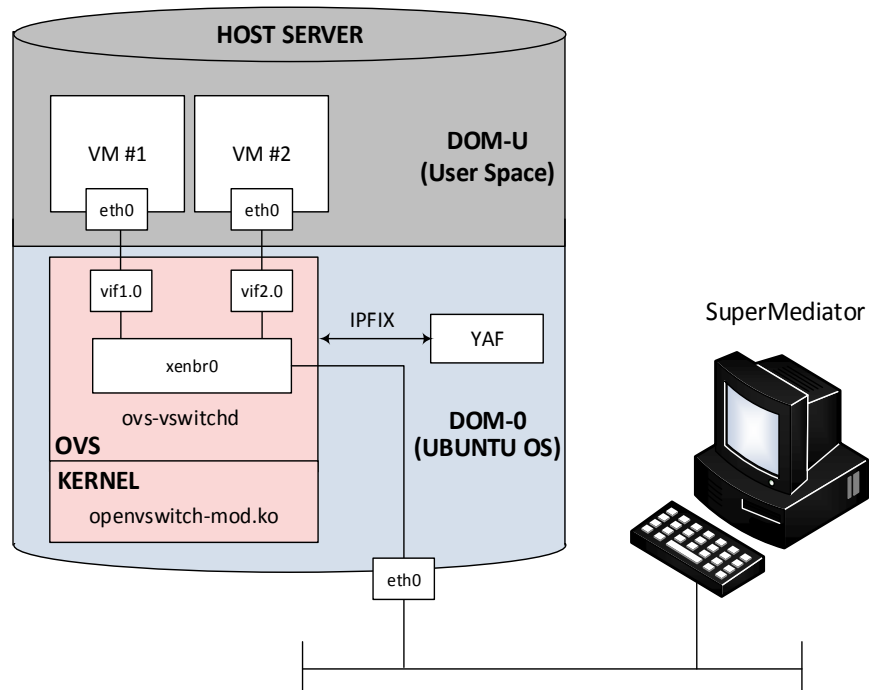 HOST SERVER
VM #1
VM #2
DOM-U
(User Space)
eth0
eth0
vif1.0
vif2.0
IPFIX
YAF
SuperMediator
xenbr0
ovs-vswitchd
DOM-0
(UBUNTU OS)
OVS
KERNEL
openvswitch-mod.ko
eth0